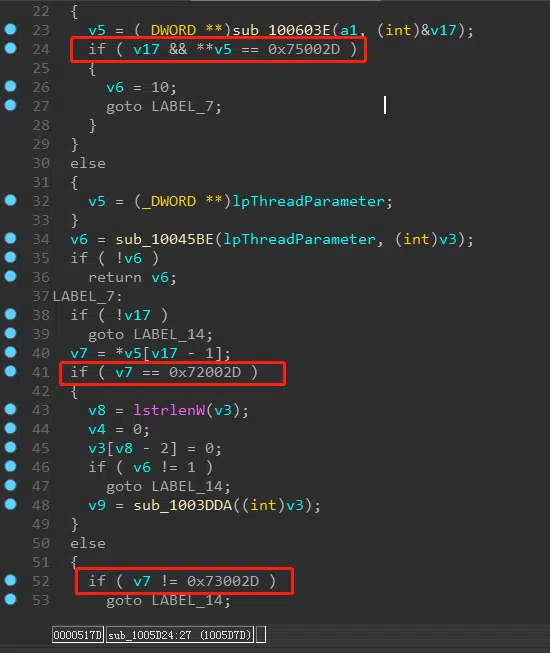 22 {
23 v5 = (_DWORD **)sub_100603E(a1, (int)&v17);
24 if ( v17 && **v5 == 0x75002D )
25 {
26 v6 = 10;
27 goto LABEL_7;
28 }
29 }
30 else
31 {
32 v5 = (_DWORD **)lpThreadParameter;
33 }
34 v6 = sub_10045BE(lpThreadParameter, (int)v3);
35 if ( !v6 )
36 return v6;
37 LABEL_7:
38 if ( !v17 )
39 goto LABEL_14;
40 v7 = *v5[v17 - 1];
41 if ( v7 == 0x72002D )
42 {
43 v8 = lstrlenW(v3);
44 v4 = 0;
45 v3[v8 - 2] = 0;
46 if ( v6 != 1 )
47 goto LABEL_14;
48 v9 = sub_1003DDA((int)v3);
49 }
50 else
51 {
52 if ( v7 != 0x73002D )
53 goto LABEL_14;
0000517D sub_1005D24:27 (1005D7D)